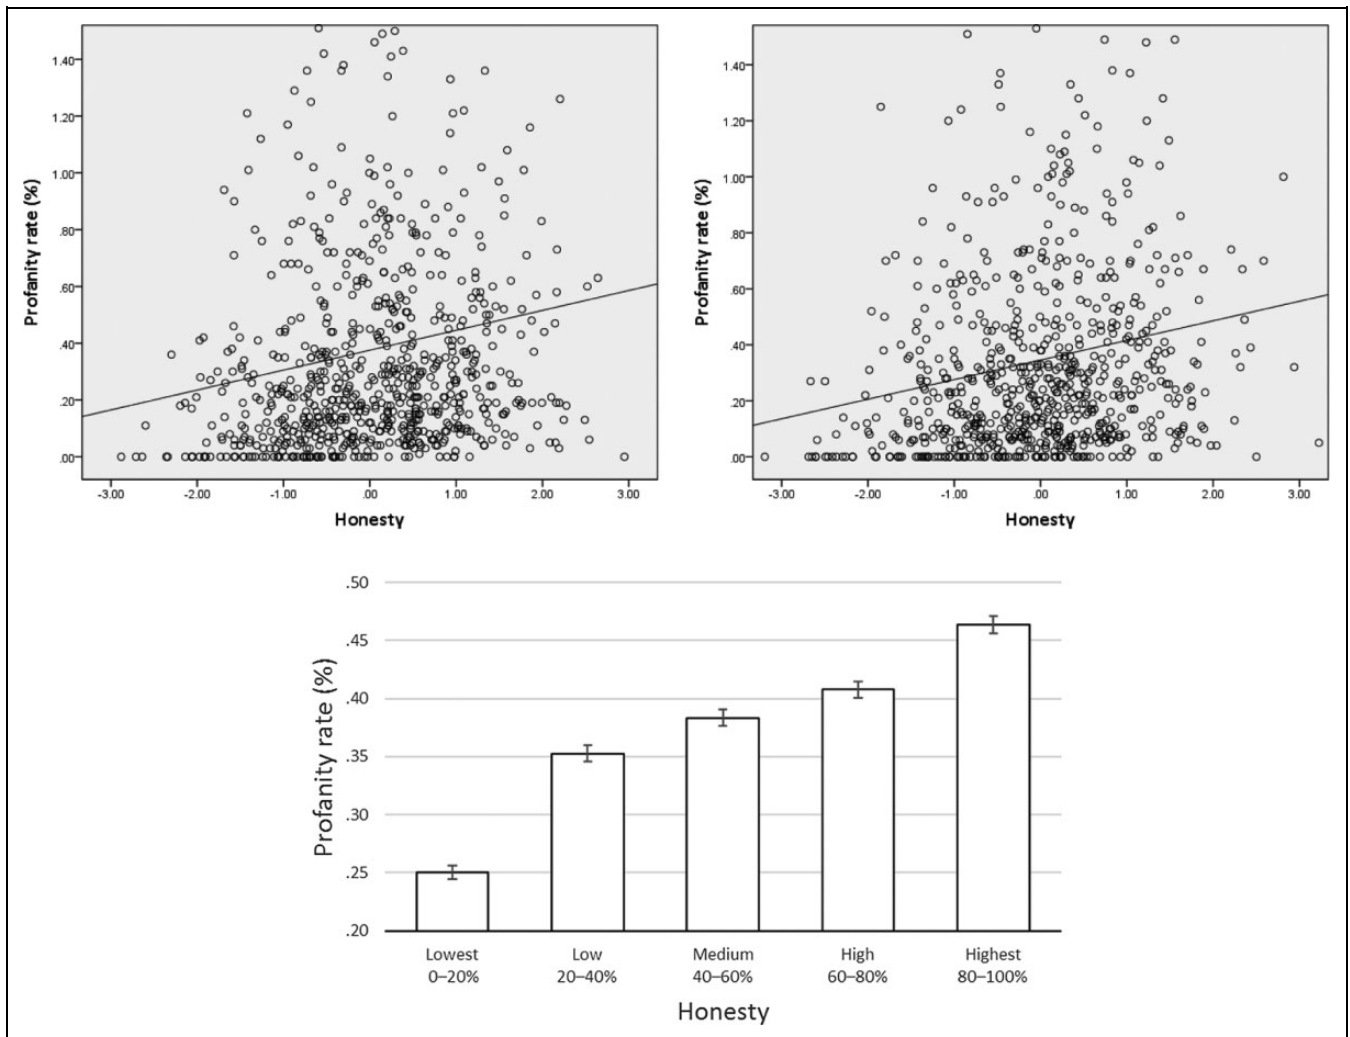 1.40
1.20
1.00
.80
.60
.40
.20
.00
Profanity rate (%)
-3.00 -2.00 -1.00 .00 1.00 2.00 3.00
Honesty
1.40
1.20
1.00
.80
.60
.40
.20
.00
Profanity rate (%)
-3.00 -2.00 -1.00 .00 1.00 2.00 3.00
Honesty
.50
.45
.40
.35
.30
.25
.20
Profanity rate (%)
Lowest Low Medium High Highest
0–20% 20–40% 40–60% 60–80% 80–100%
Honesty